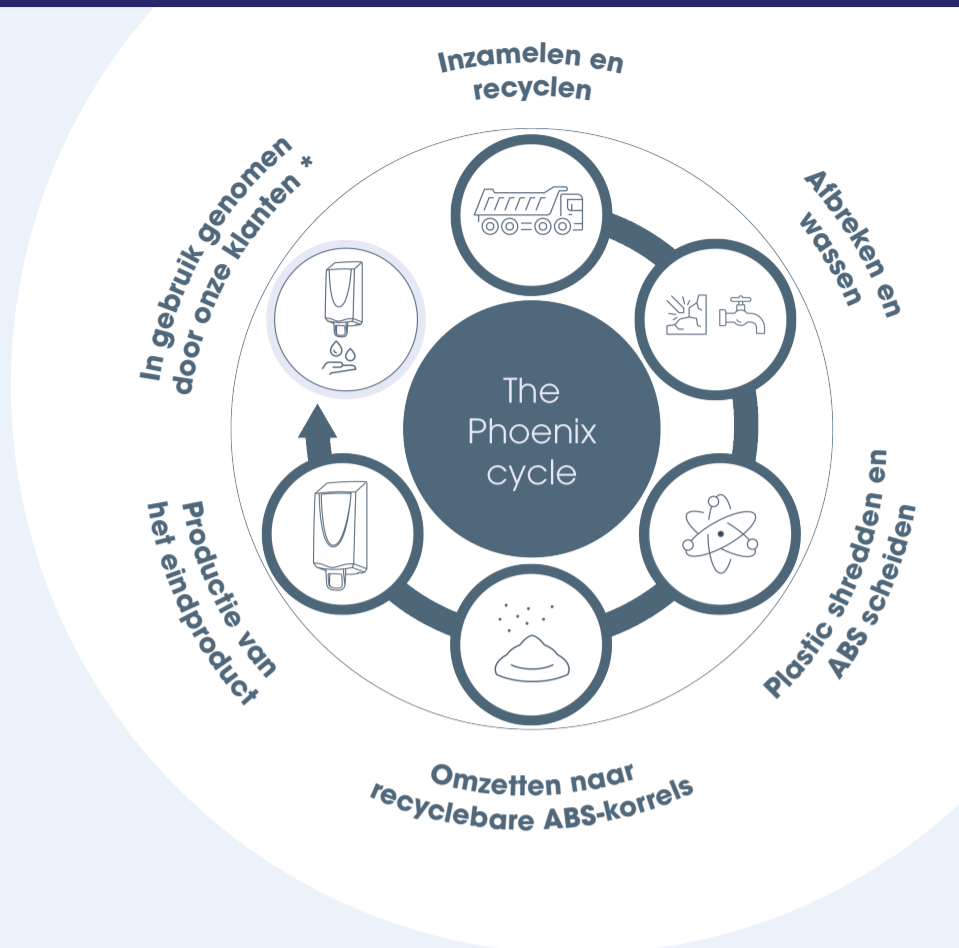 Inzamelen en
recyclen
Afbreken en
wassen
Plastic shredden en
ABS scheiden
Omzetten naar
recyclebare ABS-korrels
Productie van
het eindproduct
In gebruik genomen
door onze klanten *
The
Phoenix
cycle